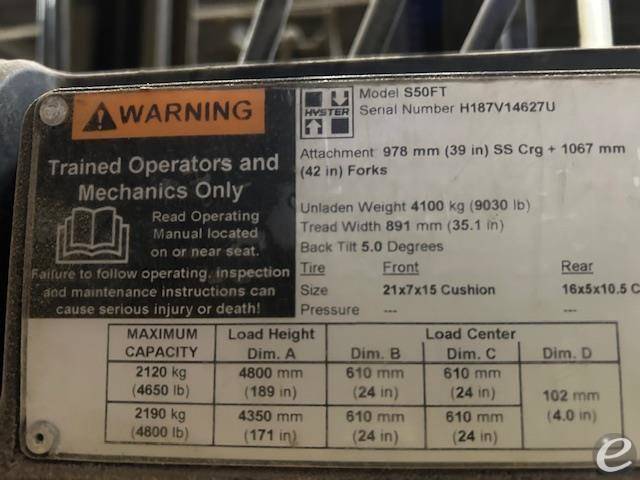 WARNING
Trained Operators and
Mechanics Only
Read Operating
Manual located
on or near seat.
Failure to follow operating, inspection
and maintenance instructions can
cause serious injury or death!
HYSTER
Model S50FT
Serial Number H187V14627U
Attachment 978 mm (39 in) SS Crg + 1067 mm
(42 in) Forks
Unladen Weight 4100 kg (9030 lb)
Tread Width 891 mm (35.1 in)
Back Tilt 5.0 Degrees
Tire Front Rear
Size 21x7x15 Cushion 16x5x10.5 C
Pressure --- ---
MAXIMUM CAPACITY Load Height Dim. A Load Center Dim. B Dim. C Dim. D
2120 kg 4800 mm 610 mm 610 mm
(4650 lb) (189 in) (24 in) (24 in)
102 mm
(4.0 in)
2190 kg 4350 mm 610 mm 610 mm
(4800 lb) (171 in) (24 in) (24 in)
e